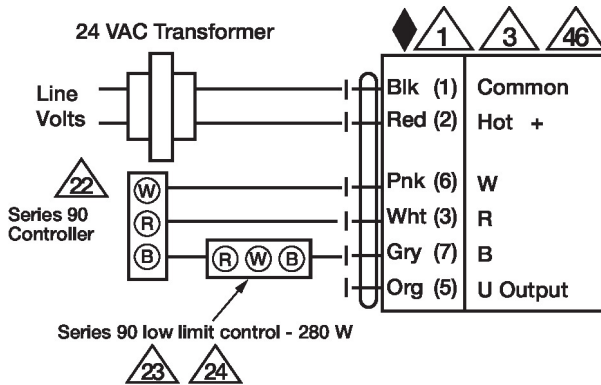 24 VAC Transformer
1 3 46
Line
Volts
Blk (1) Common
Red (2) Hot +
22
Series 90
Controller
W
R
B
Pnk (6) W
Wht (3) R
Gry (7) B
R W B
Org (5) U Output
Series 90 low limit control - 280 W
23 24